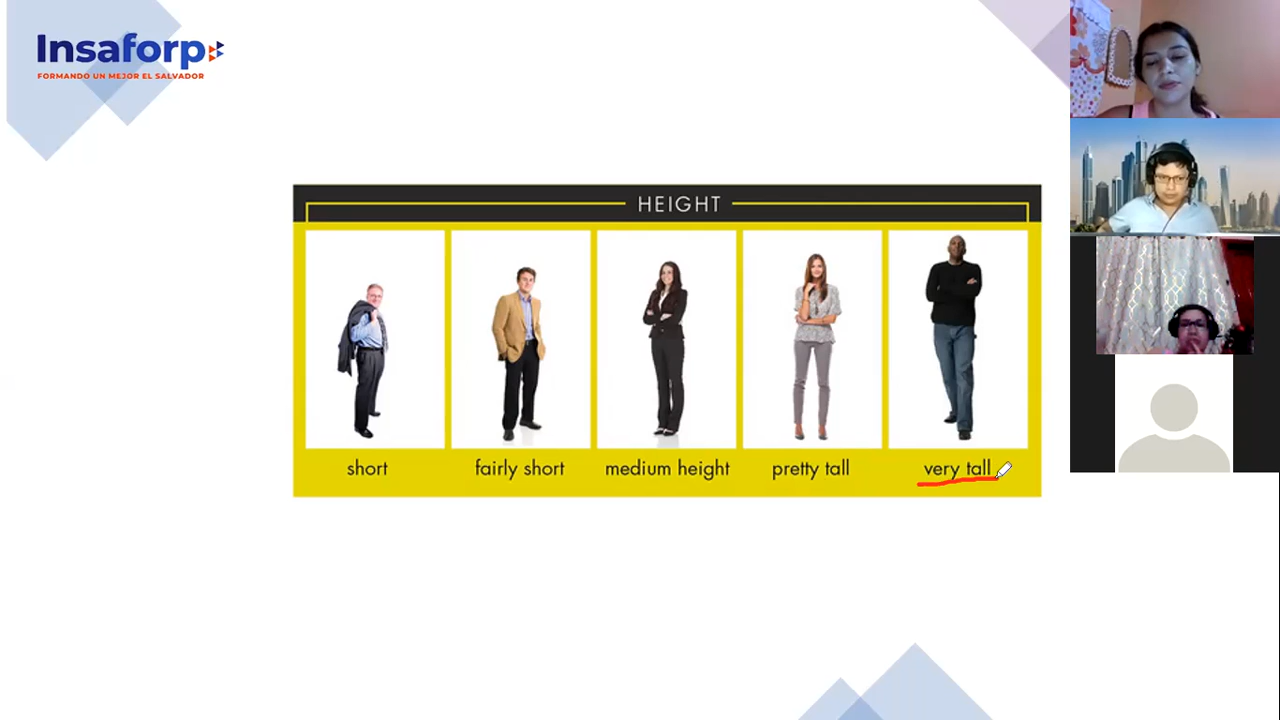 Insaforp
FORMANDO UN MEJOR EL SALVADOR
HEIGHT
short
fairly short
medium height
pretty tall
very tall